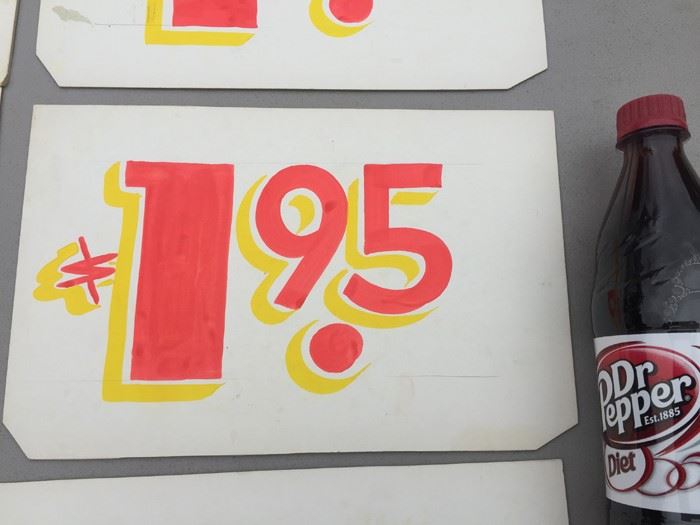 *1 95
Dr
Pepper®
Est.1885
Diet